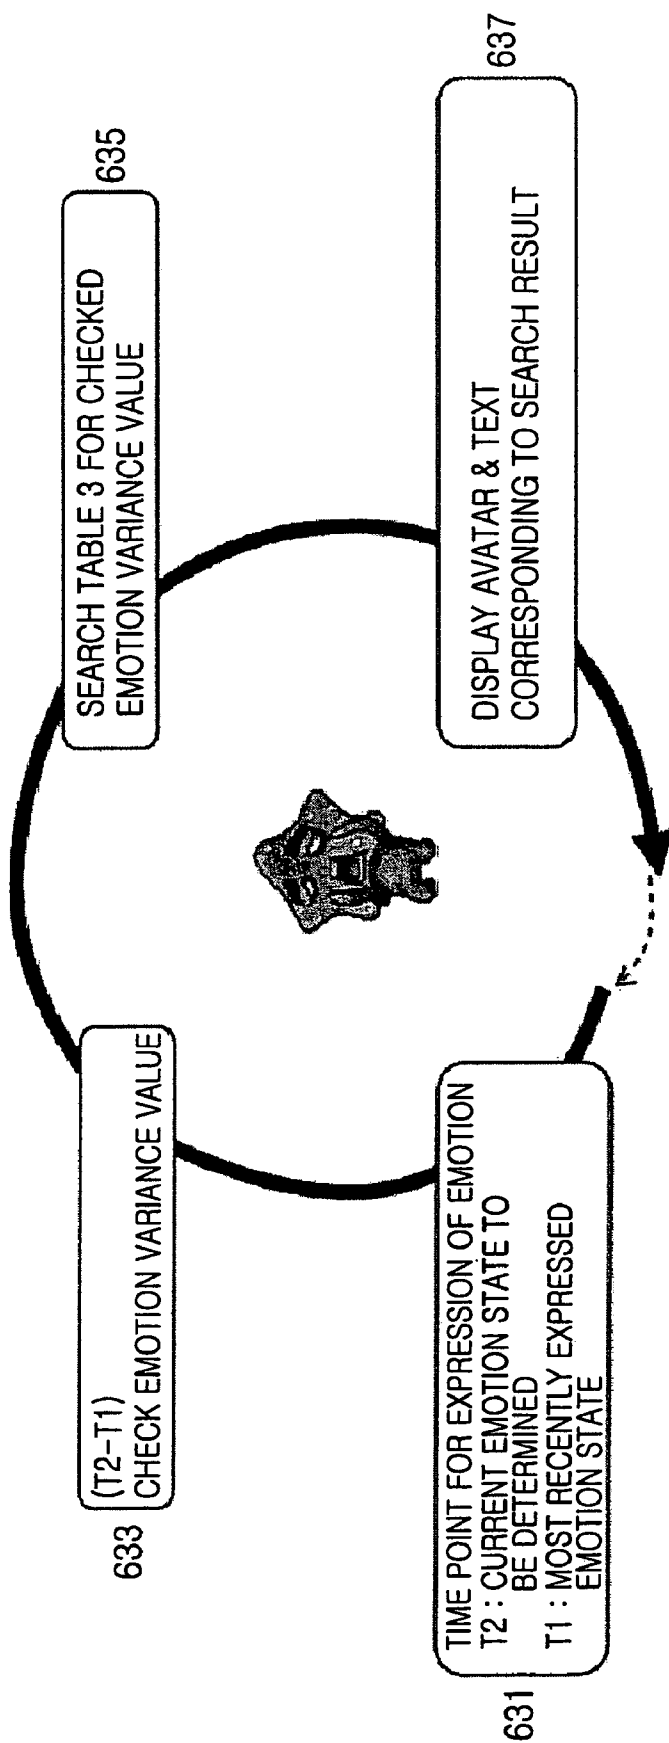 631
TIME POINT FOR EXPRESSION OF EMOTION
T2 : CURRENT EMOTION STATE TO
BE DETERMINED
T1 : MOST RECENTLY EXPRESSED
EMOTION STATE
633
(T2-T1)
CHECK EMOTION VARIANCE VALUE
635
SEARCH TABLE 3 FOR CHECKED
EMOTION VARIANCE VALUE
637
DISPLAY AVATAR & TEXT
CORRESPONDING TO SEARCH RESULT